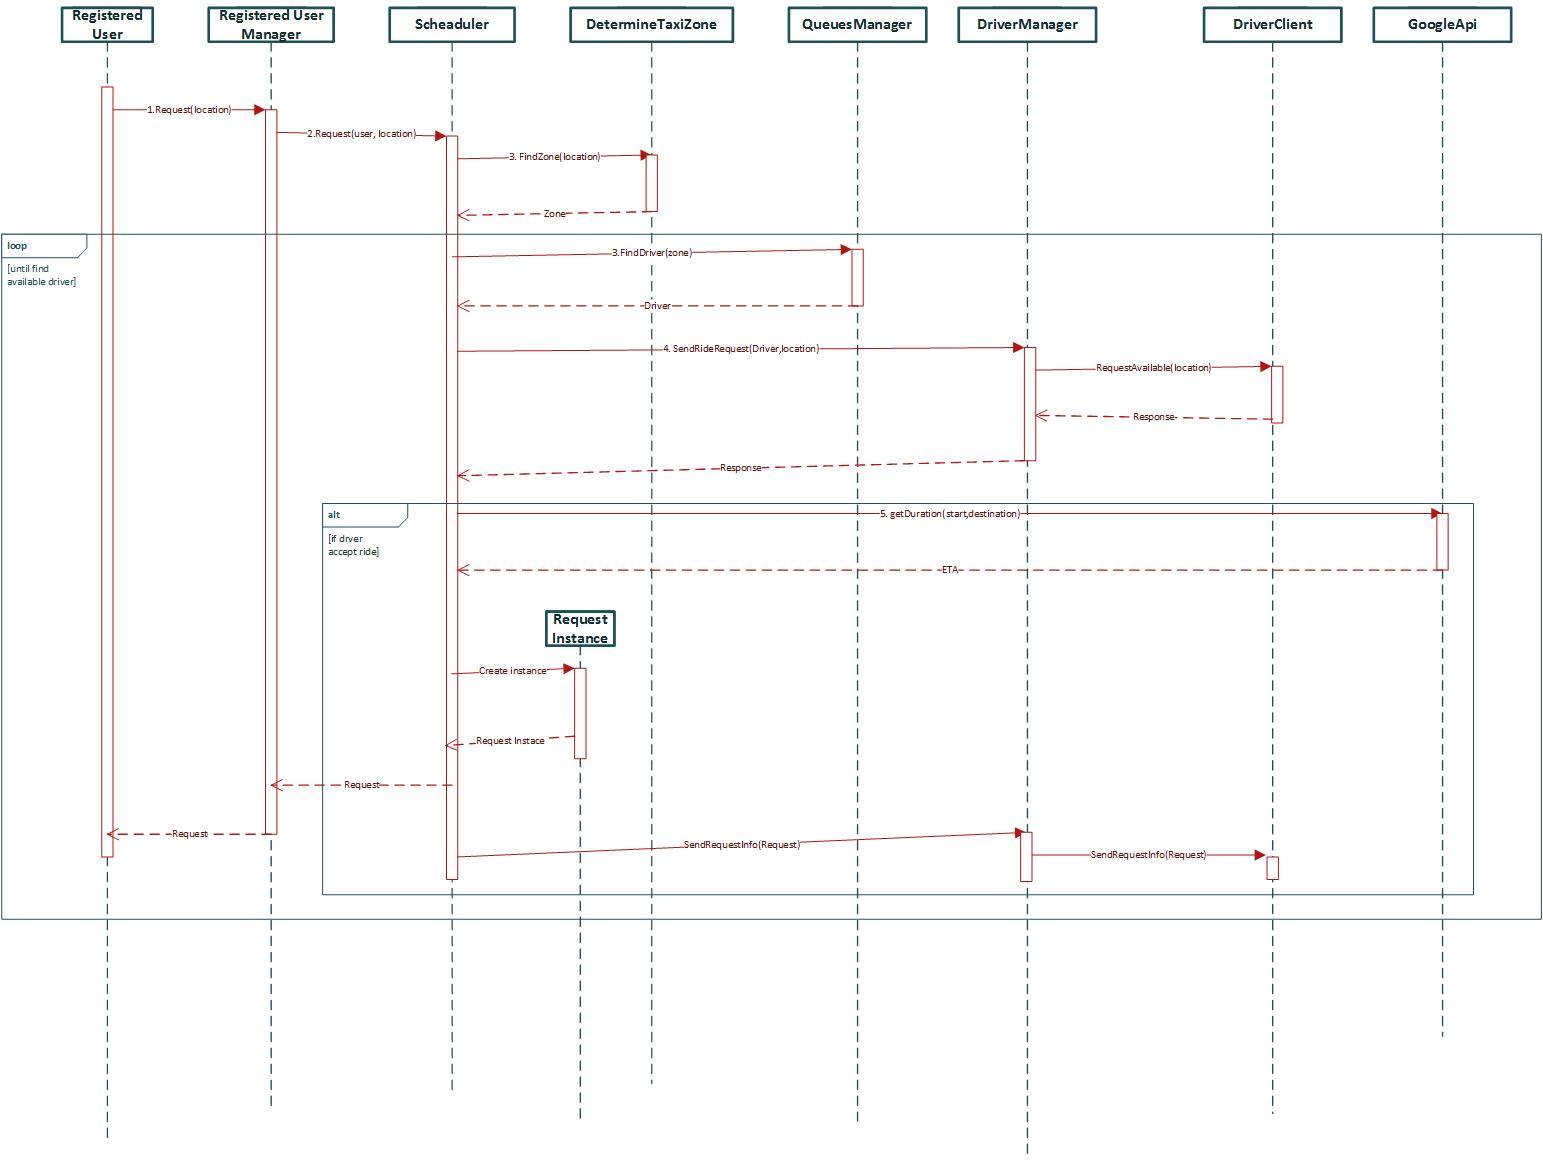 Registered
User
Registered User
Manager
Scheaduler
DetermineTaxiZone
QueuesManager
DriverManager
DriverClient
GoogleApi
1.Request(location)
2.Request(user, location)
3. FindZone(location)
Zone
loop
[until find
available driver]
3.FindDriver(zone)
Driver
4. SendRideRequest(Driver,location)
RequestAvailable(location)
Response
Response
alt
[if drver
accept ride]
5. getDuration(start,destination)
ETA
Request
Instance
Create instance
Request Instace
Request
Request
SendRequestInfo(Request)
SendRequestInfo(Request)